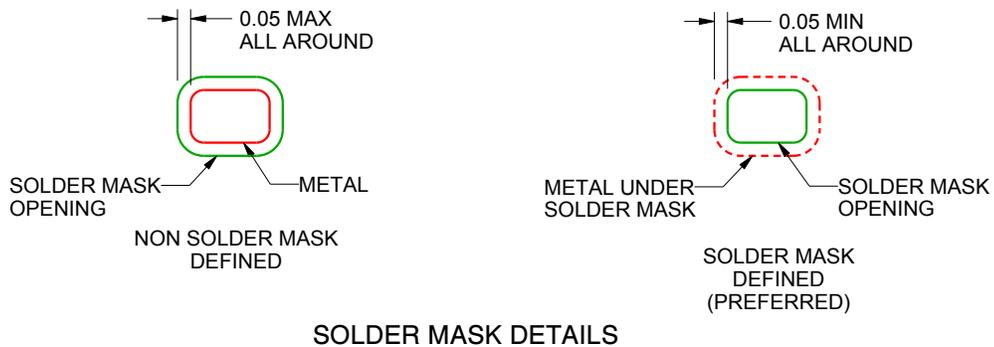 0.05 MAX
ALL AROUND
SOLDER MASK
OPENING
METAL
NON SOLDER MASK
DEFINED
0.05 MIN
ALL AROUND
METAL UNDER
SOLDER MASK
SOLDER MASK
OPENING
SOLDER MASK
DEFINED
(PREFERRED)
SOLDER MASK DETAILS